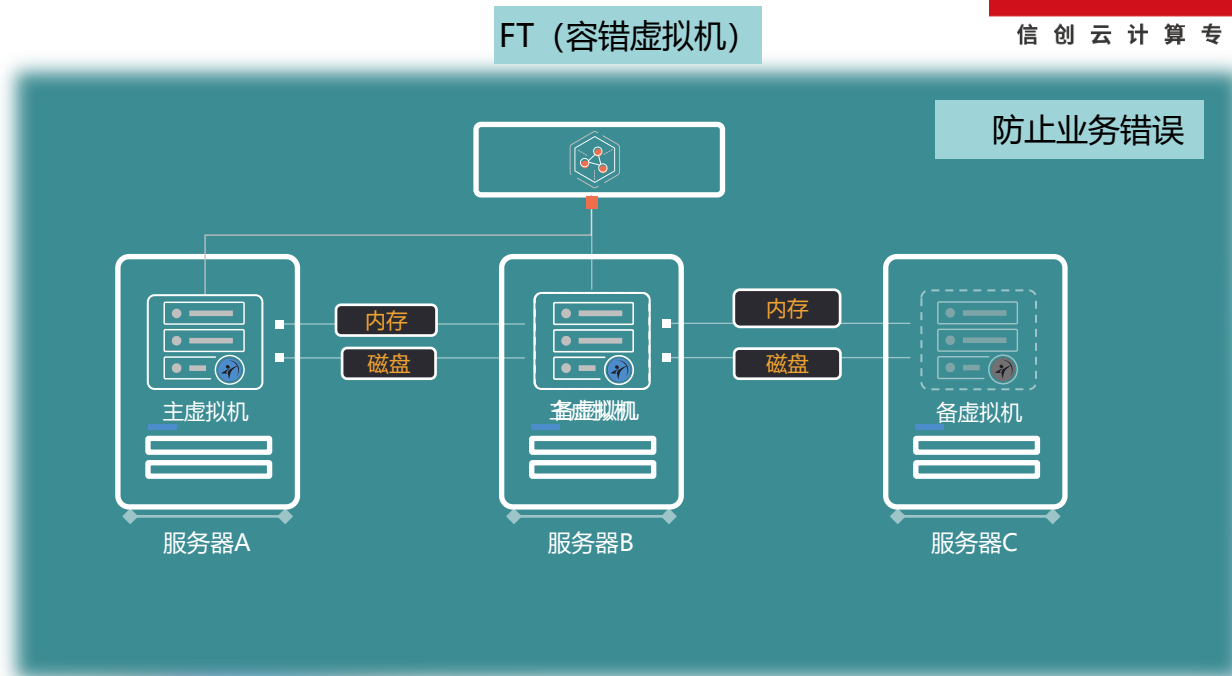 FT（容错虚拟机）
信创云计算专
防止业务错误
内存
磁盘
内存
磁盘
主虚拟机
备虚拟机
服务器A
服务器B
服务器C